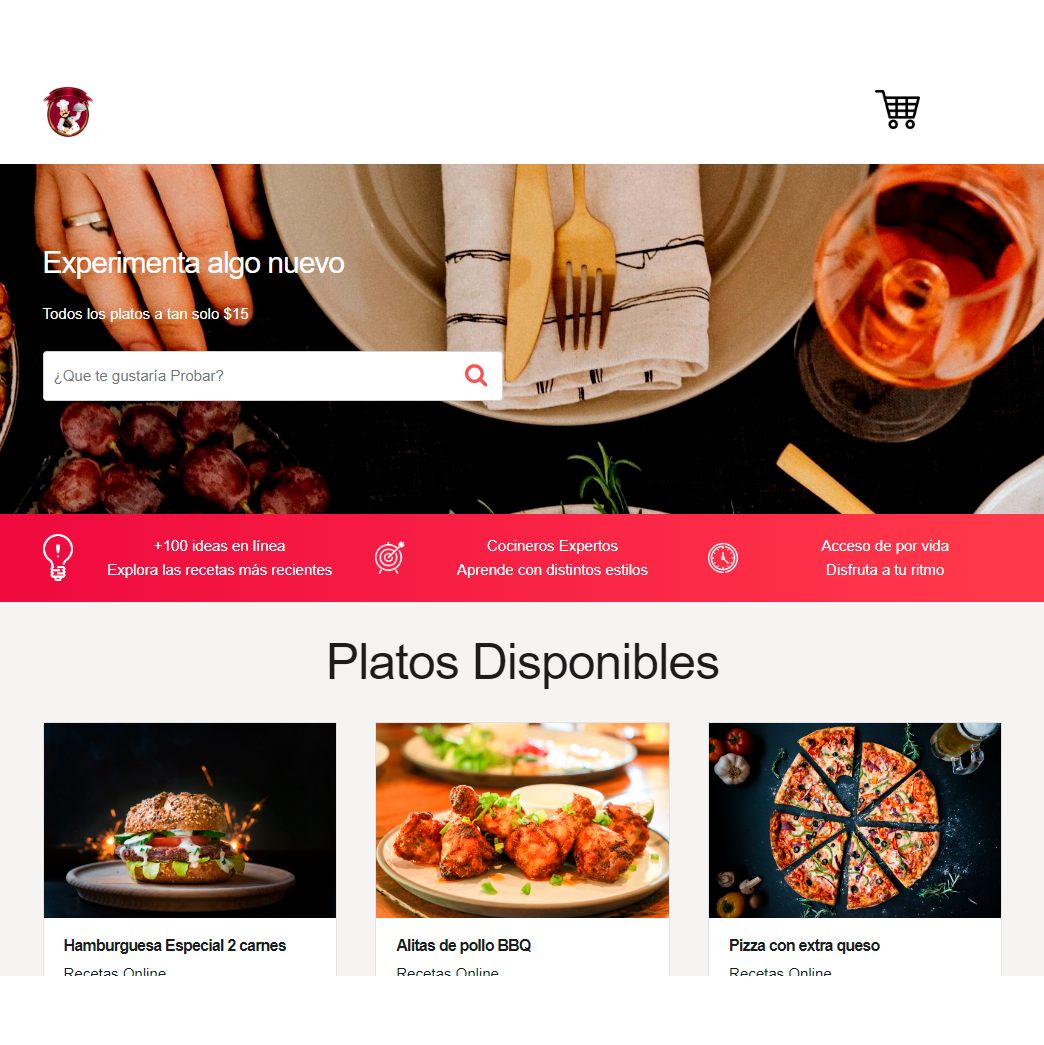 Experimenta algo nuevo
Todos los platos a tan solo $15
¿Que te gustaría Probar?
+100 ideas en línea
Explora las recetas más recientes
Cocineros Expertos
Aprende con distintos estilos
Acceso de por vida
Disfruta a tu ritmo
Platos Disponibles
Hamburguesa Especial 2 carnes
Recetas Online
Alitas de pollo BBQ
Recetas Online
Pizza con extra queso
Recetas Online